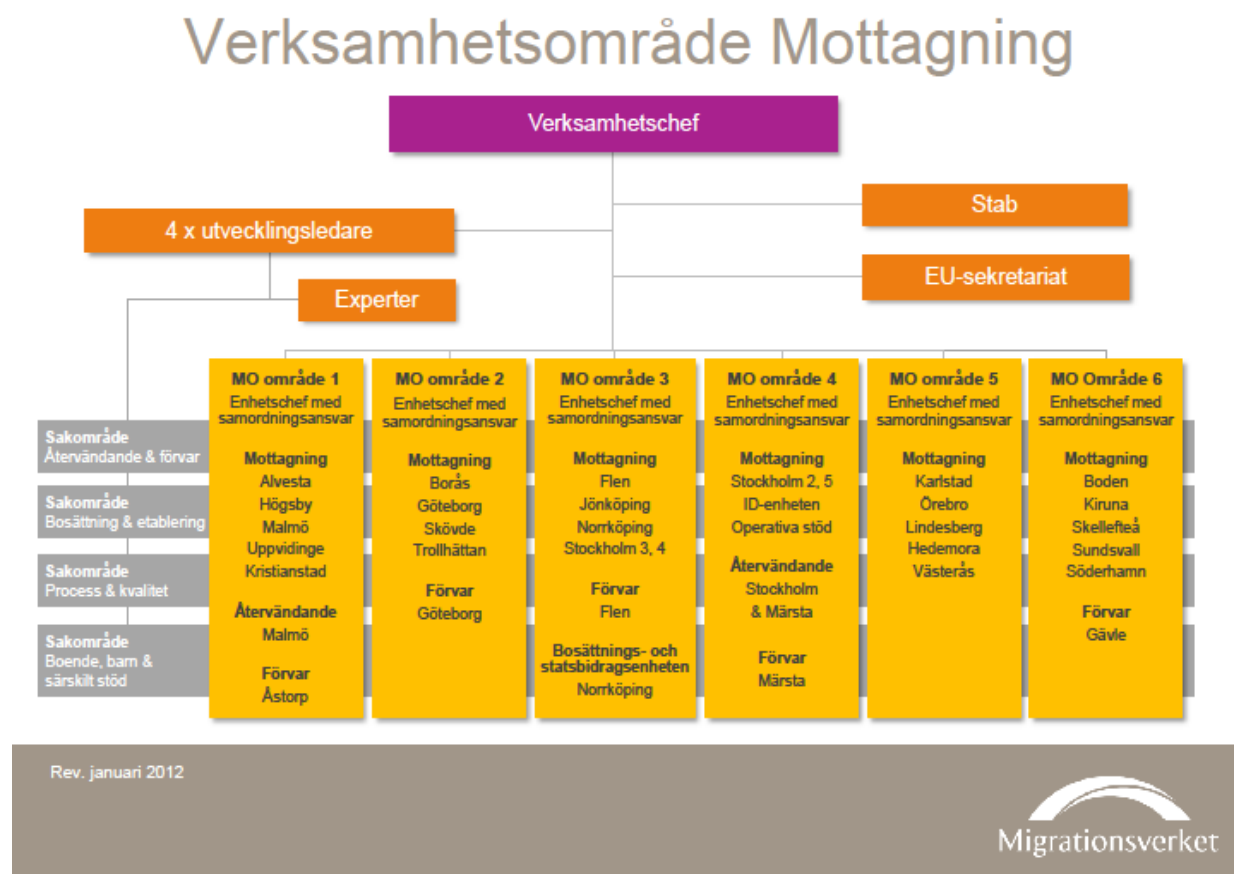 Verksamhetsområde Mottagning
Verksamhetschef
Stab
4 x utvecklingsledare
EU-sekretariat
Experter
Sakområde
Återvändande & förvar
Sakområde
Bosättning & etablering
Sakområde
Process & kvalitet
Sakområde
Boende, barn &
särskilt stöd
MO område 1
Enhetschef med
samordningsansvar
Mottagning
Alvesta
Högsby
Malmö
Uppvidinge
Kristianstad
Återvändande
Malmö
Förvar
Åstorp
MO område 2
Enhetschef med
samordningsansvar
Mottagning
Borås
Göteborg
Skövde
Trollhättan
Förvar
Göteborg
MO område 3
Enhetschef med
samordningsansvar
Mottagning
Flen
Jönköping
Norrköping
Stockholm 3, 4
Förvar
Flen
Bosättnings- och
statsbidragsenheten
Norrköping
MO område 4
Enhetschef med
samordningsansvar
Mottagning
Stockholm 2, 5
ID-enheten
Operativa stöd
Återvändande
Stockholm
& Märsta
Förvar
Märsta
MO område 5
Enhetschef med
samordningsansvar
Mottagning
Karlstad
Örebro
Lindesberg
Hedemora
Västerås
MO Område 6
Enhetschef med
samordningsansvar
Mottagning
Boden
Kiruna
Skellefteå
Sundsvall
Söderhamn
Förvar
Gävle
Rev. januari 2012
Migrationsverket